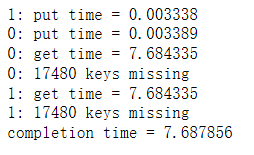 1: put time = 0.003338
0: put time = 0.003389
0: get time = 7.684335
0: 17480 keys missing
1: get time = 7.684335
1: 17480 keys missing
completion time = 7.687856